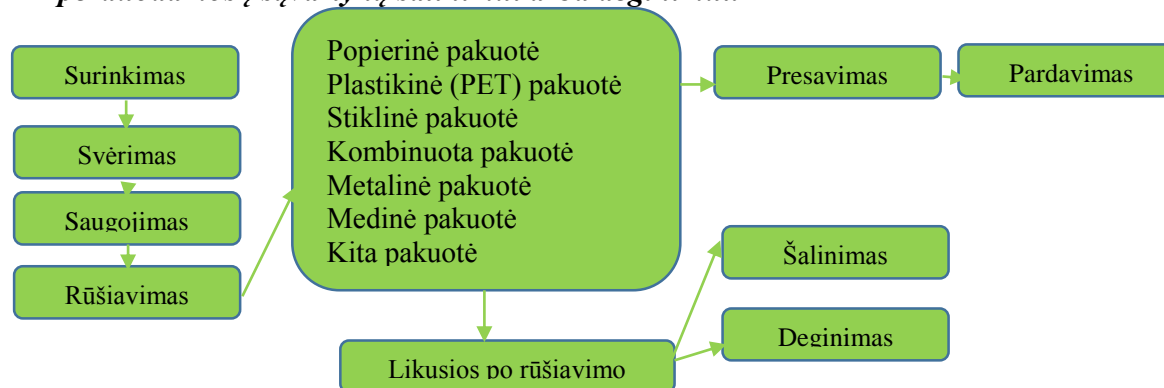 Surinkimas
Svėrimas
Saugojimas
Rūšiavimas
Popierinė pakuotė
Plastikinė (PET) pakuotė
Stiklinė pakuotė
Kombinuota pakuotė
Metalinė pakuotė
Medinė pakuotė
Kita pakuotė
Presavimas
Pardavimas
Likusios po rūšiavimo
Šalinimas
Deginimas